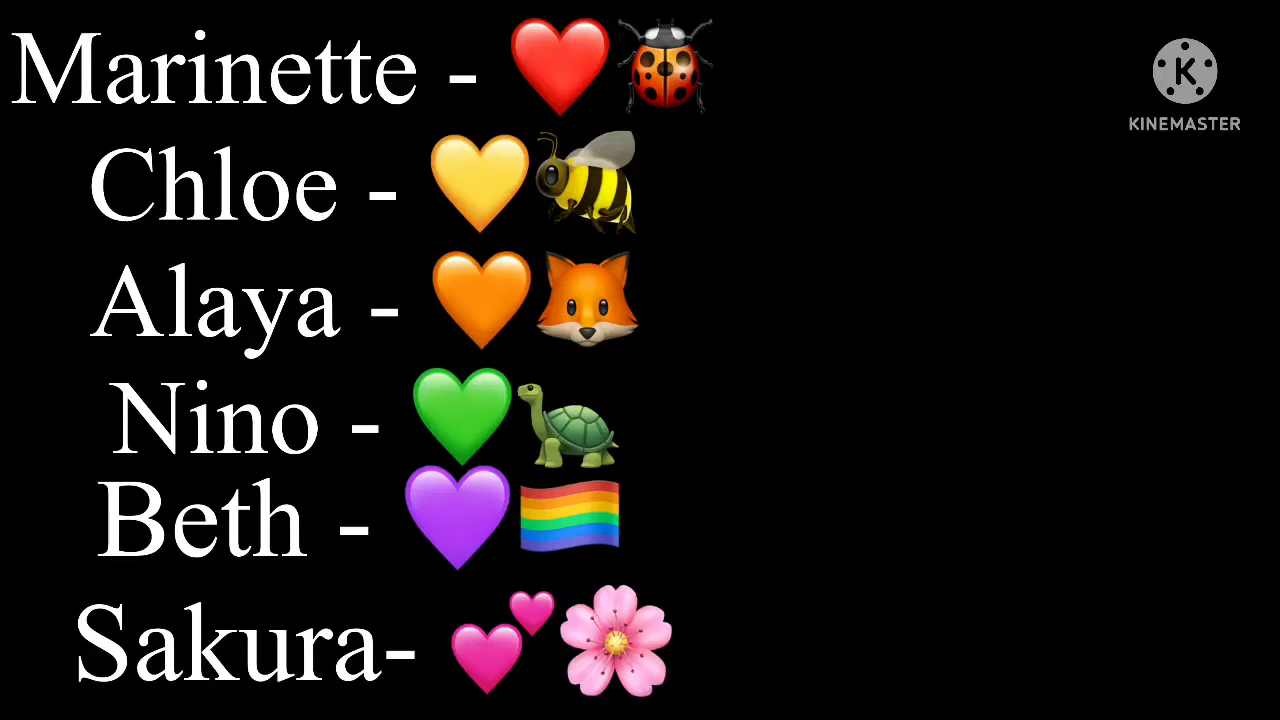 Marinette - ❤️🐞
Chloe - 💛🐝
Alaya - 🧡🦊
Nino - 💚🐢
Beth - 💜🏳️‍🌈
Sakura- 💕🌸
K
KINEMASTER